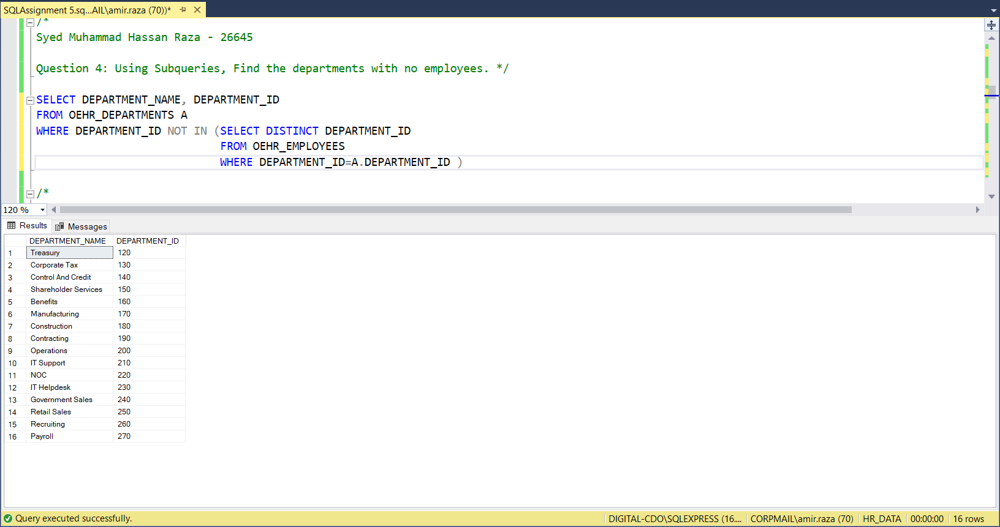 SQLAssignment 5.sq...AIL\amir.raza (70))*
/*
Syed Muhammad Hassan Raza - 26645
Question 4: Using Subqueries, Find the departments with no employees. */
SELECT DEPARTMENT_NAME, DEPARTMENT_ID
FROM OEHR_DEPARTMENTS A
WHERE DEPARTMENT_ID NOT IN (SELECT DISTINCT DEPARTMENT_ID
FROM OEHR_EMPLOYEES
WHERE DEPARTMENT_ID=A.DEPARTMENT_ID )
/*
120 %
Results Messages
DEPARTMENT_NAME DEPARTMENT_ID
1 Treasury 120
2 Corporate Tax 130
3 Control And Credit 140
4 Shareholder Services 150
5 Benefits 160
6 Manufacturing 170
7 Construction 180
8 Contracting 190
9 Operations 200
10 IT Support 210
11 NOC 220
12 IT Helpdesk 230
13 Government Sales 240
14 Retail Sales 250
15 Recruiting 260
16 Payroll 270
Query executed successfully. DIGITAL-CDO\SQLEXPRESS (16.... CORPMAIL\amir.raza (70) HR_DATA 00:00:00 16 rows